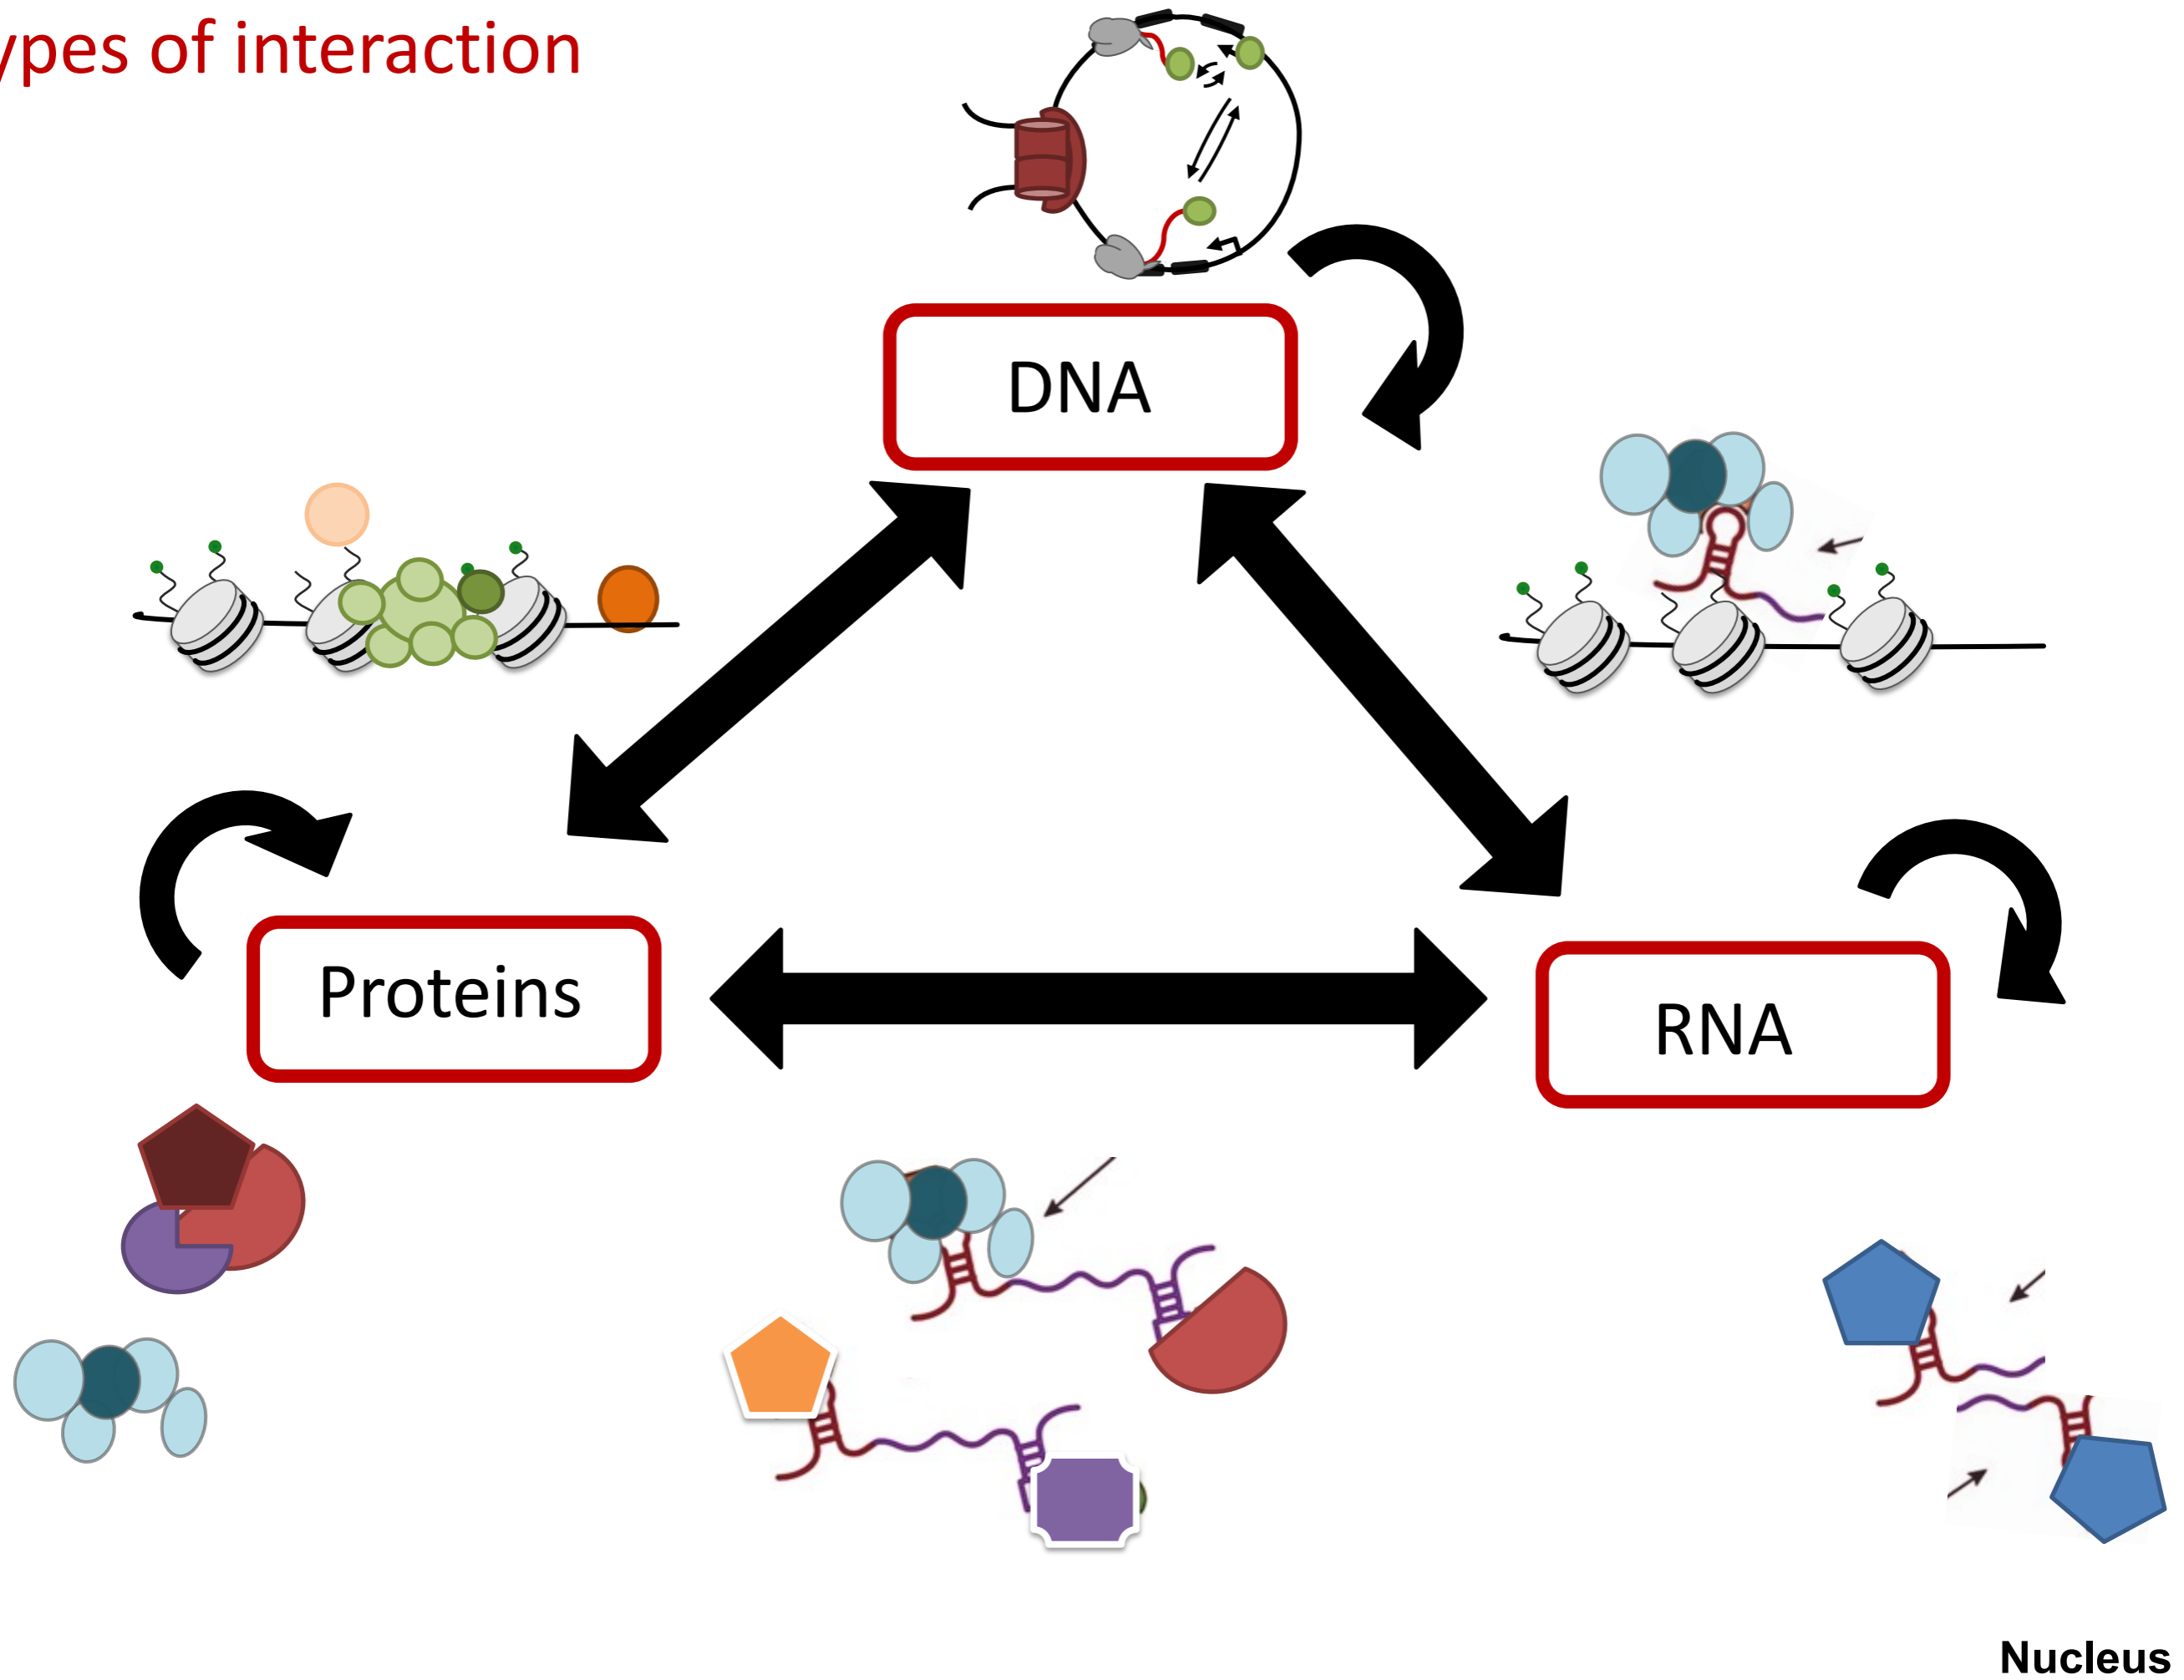 ypes of interaction
DNA
Proteins
RNA
Nucleus